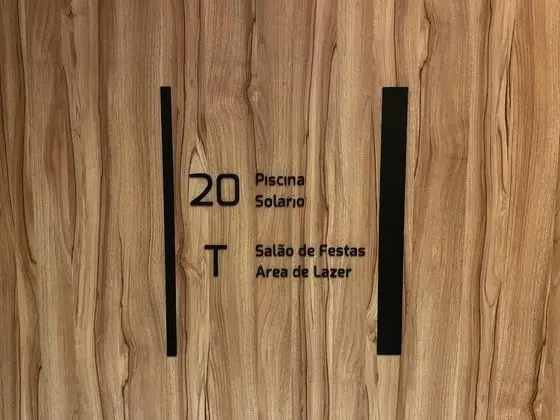 20 Piscina
Solario
T Salão de Festas
Area de Lazer